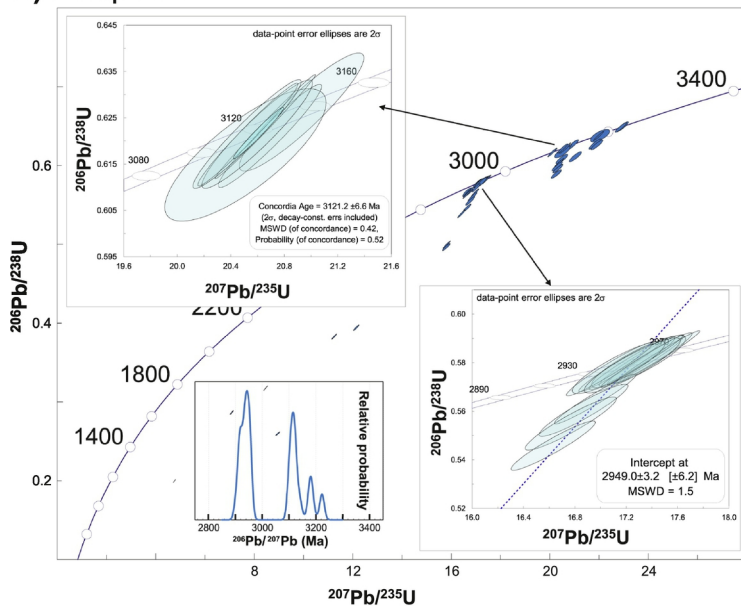 0.645
0.635
0.625
0.615
0.605
0.595
206Pb/238U
data-point error ellipses are 2σ
3160
3120
3080
Concordia Age = 3121.2 ±6.6 Ma
(2σ, decay-const. errs included)
MSWD (of concordance) = 0.42,
Probability (of concordance) = 0.52
19.6 20.0 20.4 20.8 21.2 21.6
207Pb/235U
3400
3000
2200
1800
1400
0.6
0.4
0.2
206Pb/238U
data-point error ellipses are 2σ
0.60
0.58
0.56
0.54
0.52
206Pb/238U
2930
2890
Intercept at
2949.0±3.2 [±6.2] Ma
MSWD = 1.5
16.0 16.4 16.8 17.2 17.6 18.0
207Pb/235U
Relative probability
2800 3000 3200 3400
206Pb/207Pb (Ma)
8 12 16 20 24
207Pb/235U